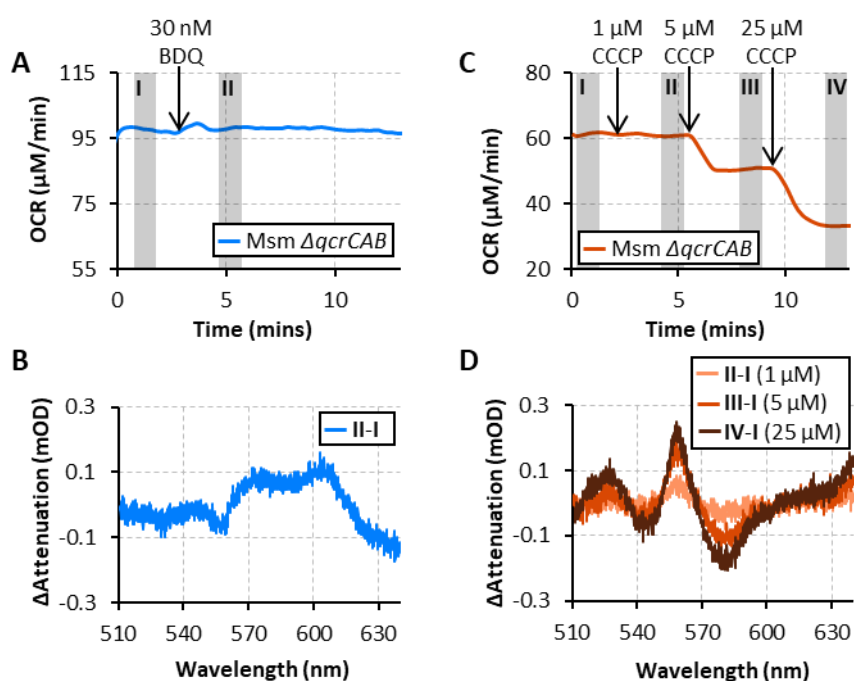 A
30 nM
BDQ
I
II
115
95
75
55
OCR (µM/min)
Msm ΔqcrCAB
0
5
10
Time (mins)
C
1 µM
CCCP
5 µM
CCCP
25 µM
CCCP
I
II
III
IV
80
60
40
20
OCR (µM/min)
Msm ΔqcrCAB
0
5
10
Time (mins)
B
0.3
0.1
-0.1
-0.3
ΔAttenuation (mOD)
II-I
510
540
570
600
630
Wavelength (nm)
D
0.3
0.1
-0.1
-0.3
ΔAttenuation (mOD)
II-I (1 µM)
III-I (5 µM)
IV-I (25 µM)
510
540
570
600
630
Wavelength (nm)